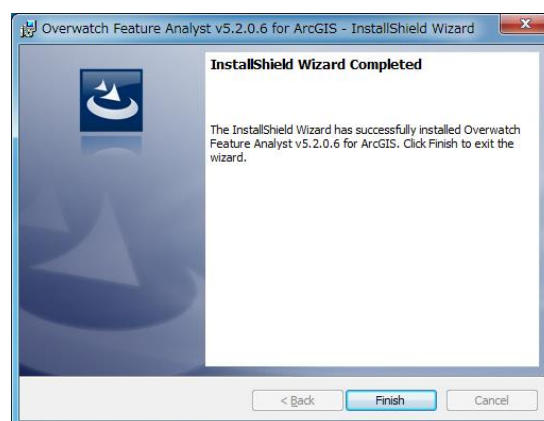 Overwatch Feature Analyst v5.2.0.6 for ArcGIS - InstallShield Wizard
InstallShield Wizard Completed
The InstallShield Wizard has successfully installed Overwatch
Feature Analyst v5.2.0.6 for ArcGIS. Click Finish to exit the
wizard.
< Back Finish Cancel